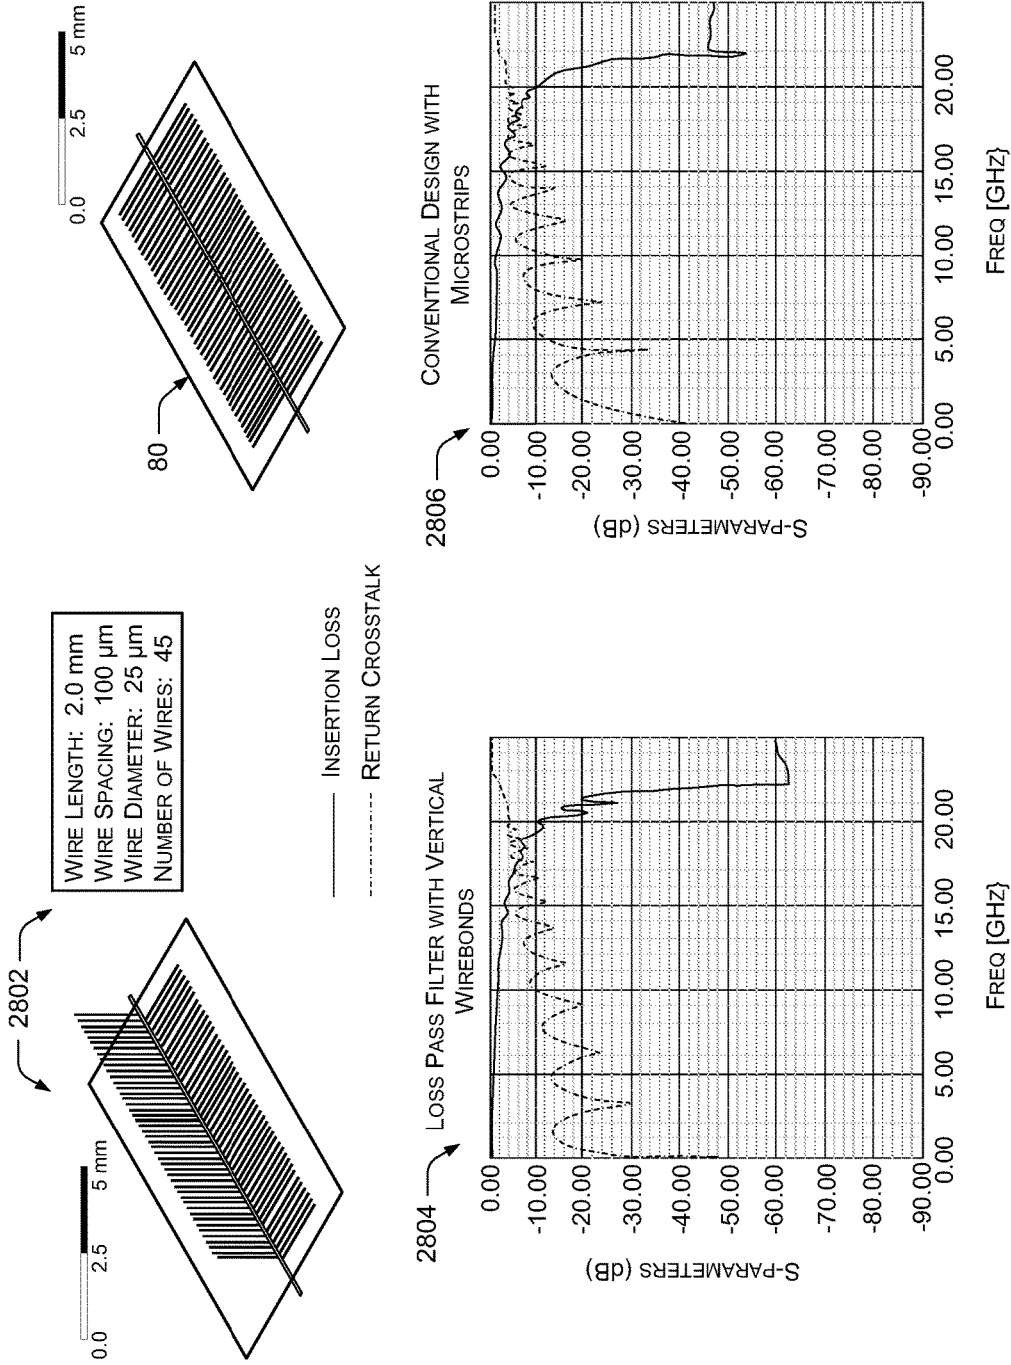 0.0 2.5 5 mm
2802
WIRE LENGTH: 2.0 mm
WIRE SPACING: 100 µm
WIRE DIAMETER: 25 µm
NUMBER OF WIRES: 45
0.0 2.5 5 mm
80
INSERTION LOSS
RETURN CROSSTALK
2804
LOSS PASS FILTER WITH VERTICAL
WIREBONDS
S-PARAMETERS (dB)
0.00
-10.00
-20.00
-30.00
-40.00
-50.00
-60.00
-70.00
-80.00
-90.00
0.00 5.00 10.00 15.00 20.00
FREQ [GHZ}
2806
CONVENTIONAL DESIGN WITH
MICROSTRIPS
S-PARAMETERS (dB)
0.00
-10.00
-20.00
-30.00
-40.00
-50.00
-60.00
-70.00
-80.00
-90.00
0.00 5.00 10.00 15.00 20.00
FREQ [GHZ}